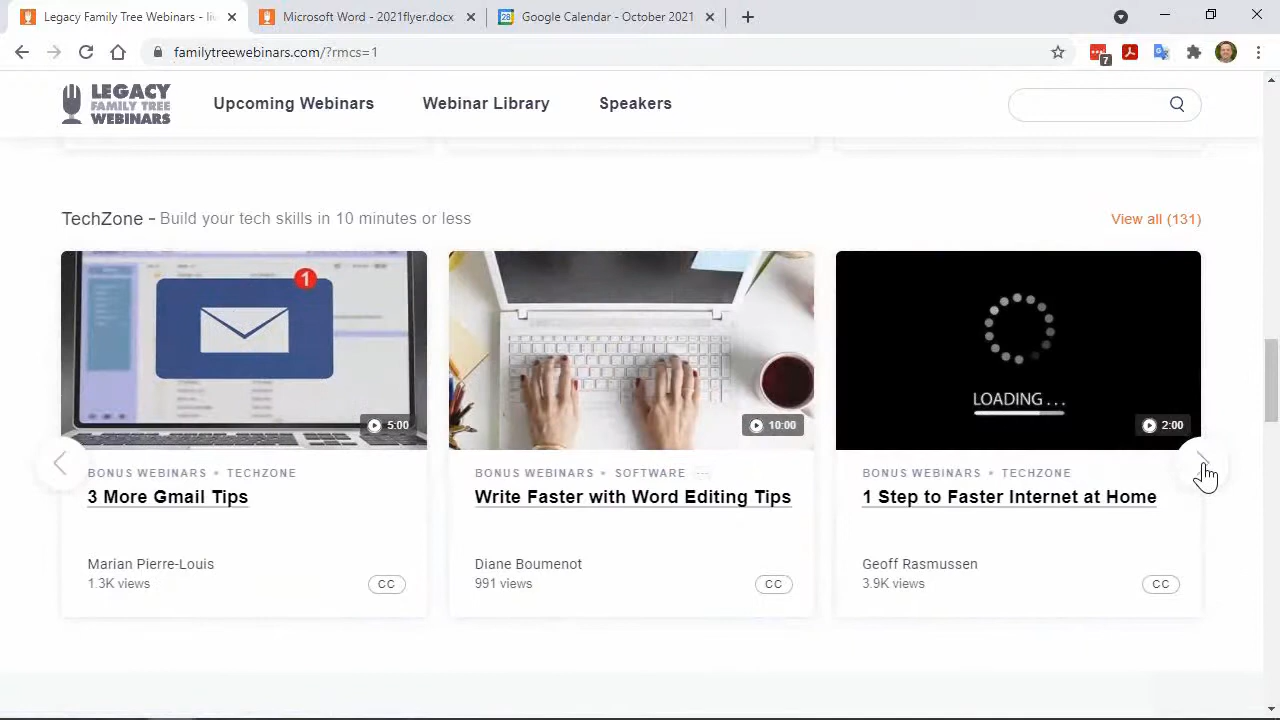 Legacy Family Tree Webinars - liv
Microsoft Word - 2021flyer.docx
Google Calendar - October 2021
familytreewebinars.com/?rmcs=1
7
LEGACY
FAMILY TREE
WEBINARS
Upcoming Webinars
Webinar Library
Speakers
TechZone - Build your tech skills in 10 minutes or less
View all (131)
1
5:00
BONUS WEBINARS • TECHZONE
3 More Gmail Tips
Marian Pierre-Louis
1.3K views
CC
10:00
BONUS WEBINARS • SOFTWARE ...
Write Faster with Word Editing Tips
Diane Boumenot
991 views
CC
LOADING . . .
2:00
BONUS WEBINARS • TECHZONE
1 Step to Faster Internet at Home
Geoff Rasmussen
3.9K views
CC